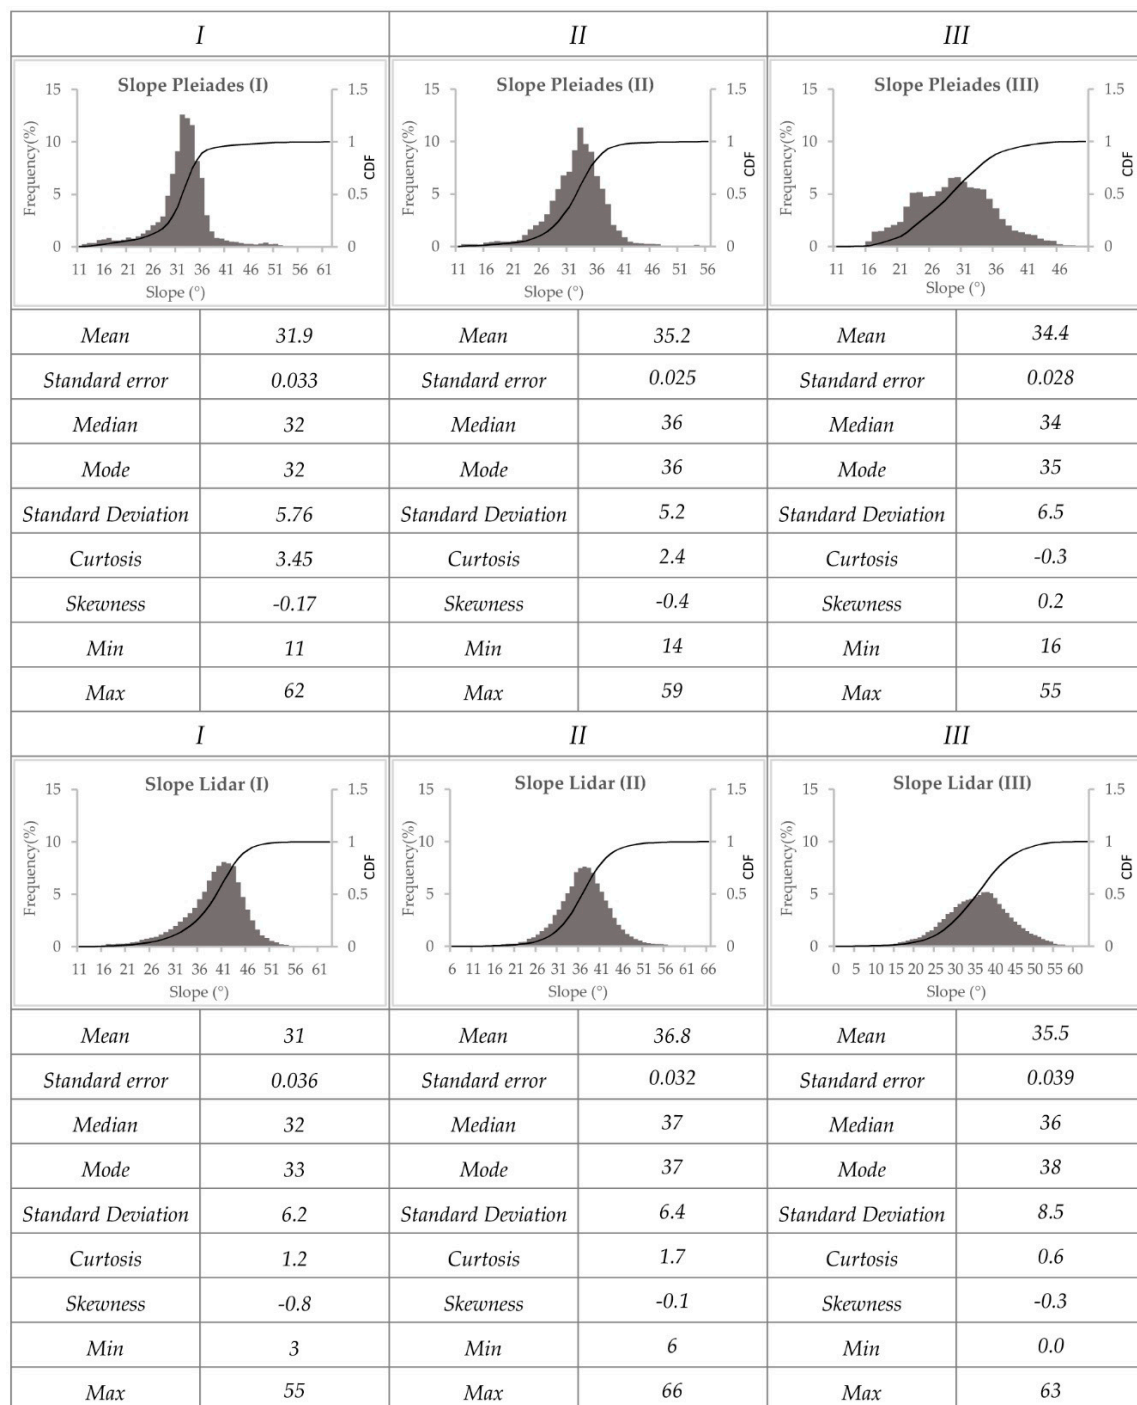 I II III
Slope Pleiades (I) Slope Pleiades (II) Slope Pleiades (III)
15 1.5 15 1.5 15 1.5
10 1 10 1 10 1
5 0.5 5 0.5 5 0.5
0 0 0 0 0 0
Frequency(%) CDF Frequency(%) CDF Frequency(%) CDF
11 16 21 26 31 36 41 46 51 56 61 11 16 21 26 31 36 41 46 51 56 11 16 21 26 31 36 41 46
Slope (°) Slope (°) Slope (°)
Mean 31.9 Mean 35.2 Mean 34.4
Standard error 0.033 Standard error 0.025 Standard error 0.028
Median 32 Median 36 Median 34
Mode 32 Mode 36 Mode 35
Standard Deviation 5.76 Standard Deviation 5.2 Standard Deviation 6.5
Curtosis 3.45 Curtosis 2.4 Curtosis -0.3
Skewness -0.17 Skewness -0.4 Skewness 0.2
Min 11 Min 14 Min 16
Max 62 Max 59 Max 55
I II III
Slope Lidar (I) Slope Lidar (II) Slope Lidar (III)
15 1.5 15 1.5 15 1.5
10 1 10 1 10 1
5 0.5 5 0.5 5 0.5
0 0 0 0 0 0
Frequency(%) CDF Frequency(%) CDF Frequency(%) CDF
11 16 21 26 31 36 41 46 51 56 61 6 11 16 21 26 31 36 41 46 51 56 61 66 0 5 10 15 20 25 30 35 40 45 50 55 60
Slope (°) Slope (°) Slope (°)
Mean 31 Mean 36.8 Mean 35.5
Standard error 0.036 Standard error 0.032 Standard error 0.039
Median 32 Median 37 Median 36
Mode 33 Mode 37 Mode 38
Standard Deviation 6.2 Standard Deviation 6.4 Standard Deviation 8.5
Curtosis 1.2 Curtosis 1.7 Curtosis 0.6
Skewness -0.8 Skewness -0.1 Skewness -0.3
Min 3 Min 6 Min 0.0
Max 55 Max 66 Max 63